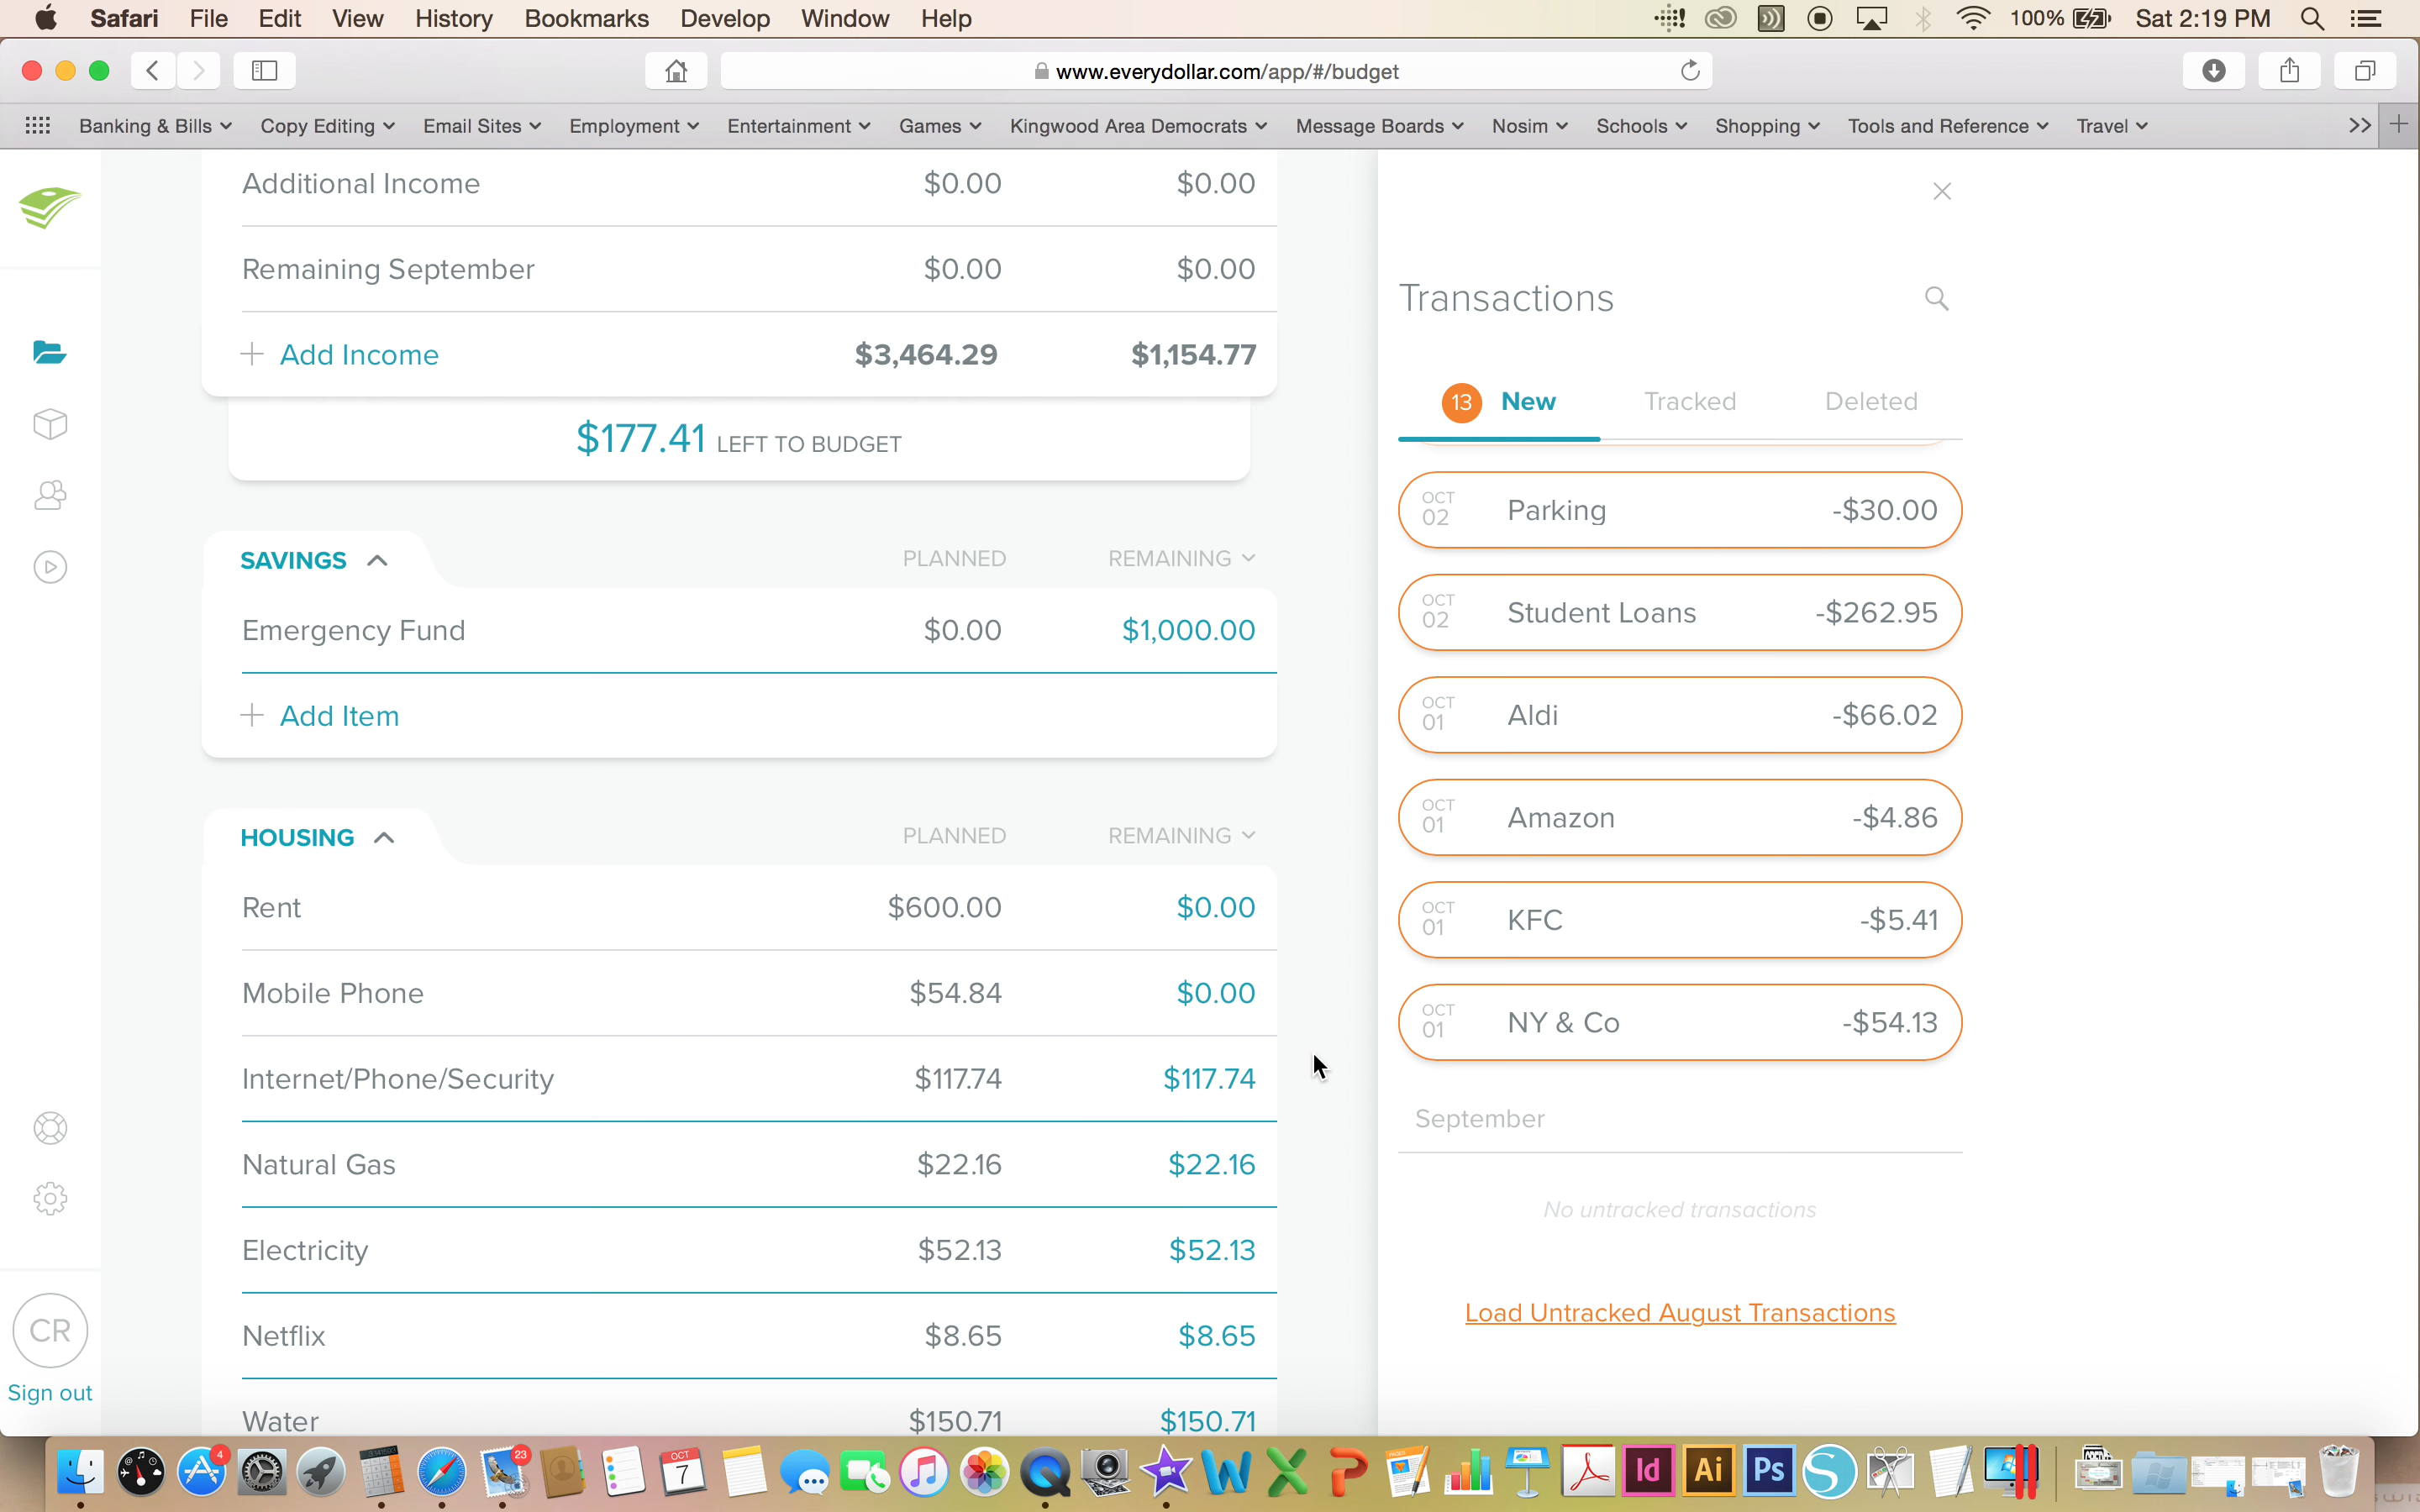 Safari File Edit View History Bookmarks Develop Window Help 100% Sat 2:19 PM
www.everydollar.com/app/#/budget
Banking & Bills Copy Editing Email Sites Employment Entertainment Games Kingwood Area Democrats Message Boards Nosim Schools Shopping Tools and Reference Travel >> +
Additional Income $0.00 $0.00
Remaining September $0.00 $0.00
+ Add Income $3,464.29 $1,154.77
$177.41 LEFT TO BUDGET
SAVINGS PLANNED REMAINING
Emergency Fund $0.00 $1,000.00
+ Add Item
HOUSING PLANNED REMAINING
Rent $600.00 $0.00
Mobile Phone $54.84 $0.00
Internet/Phone/Security $117.74 $117.74
Natural Gas $22.16 $22.16
Electricity $52.13 $52.13
Netflix $8.65 $8.65
Water $150.71 $150.71
Transactions
13 New Tracked Deleted
OCT 02 Parking -$30.00
OCT 02 Student Loans -$262.95
OCT 01 Aldi -$66.02
OCT 01 Amazon -$4.86
OCT 01 KFC -$5.41
OCT 01 NY & Co -$54.13
September
No untracked transactions
Load Untracked August Transactions
CR
Sign out
4 23 OCT 7 Id Ai Ps